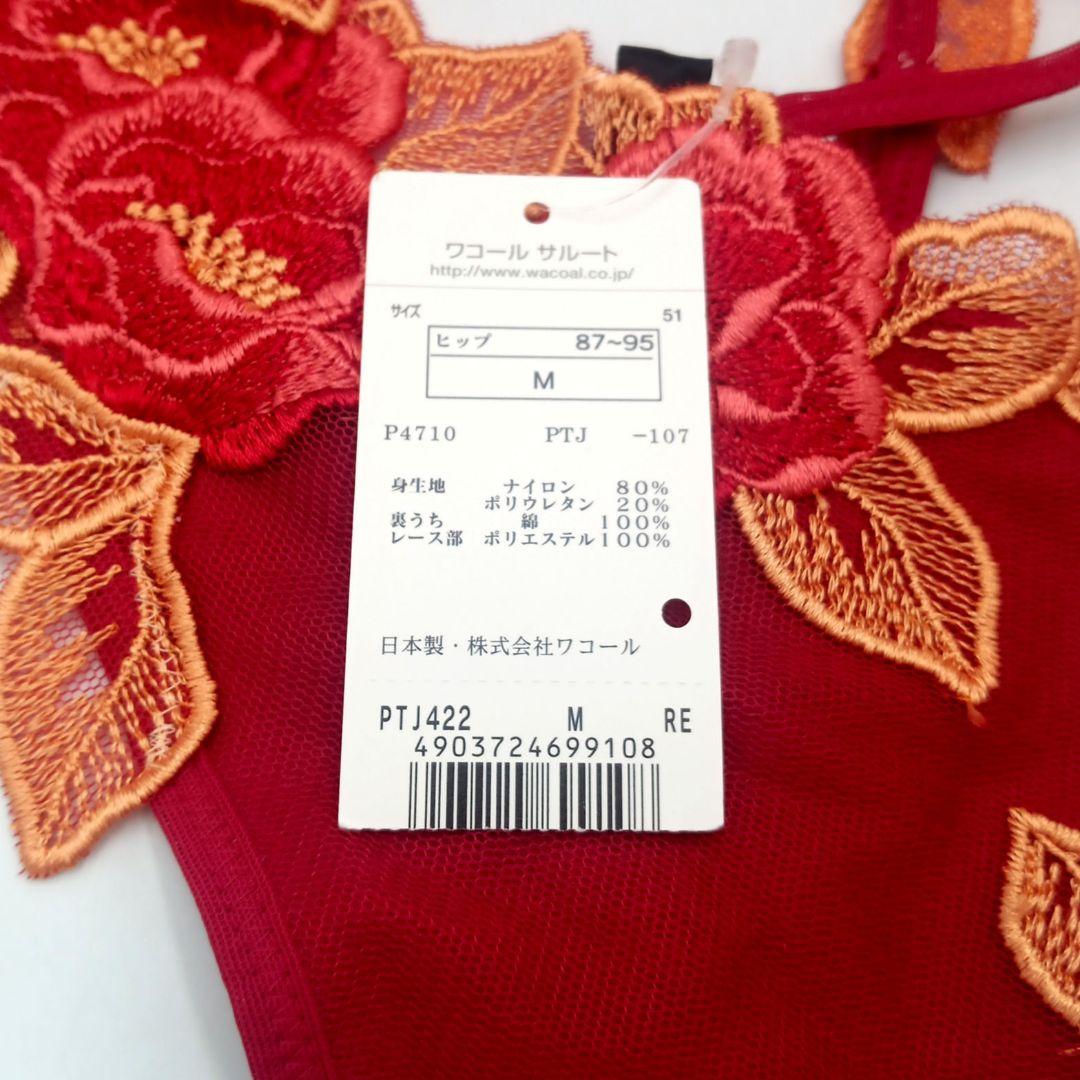 ワコール サルート
http://www.wacoal.co.jp/
サイズ 51
ヒップ 87~95
M
P4710 PTJ -107
身生地 ナイロン 80%
ポリウレタン 20%
裏うち 綿 100%
レース部 ポリエステル100%
日本製・株式会社ワコール
PTJ422 M RE
4903724699108